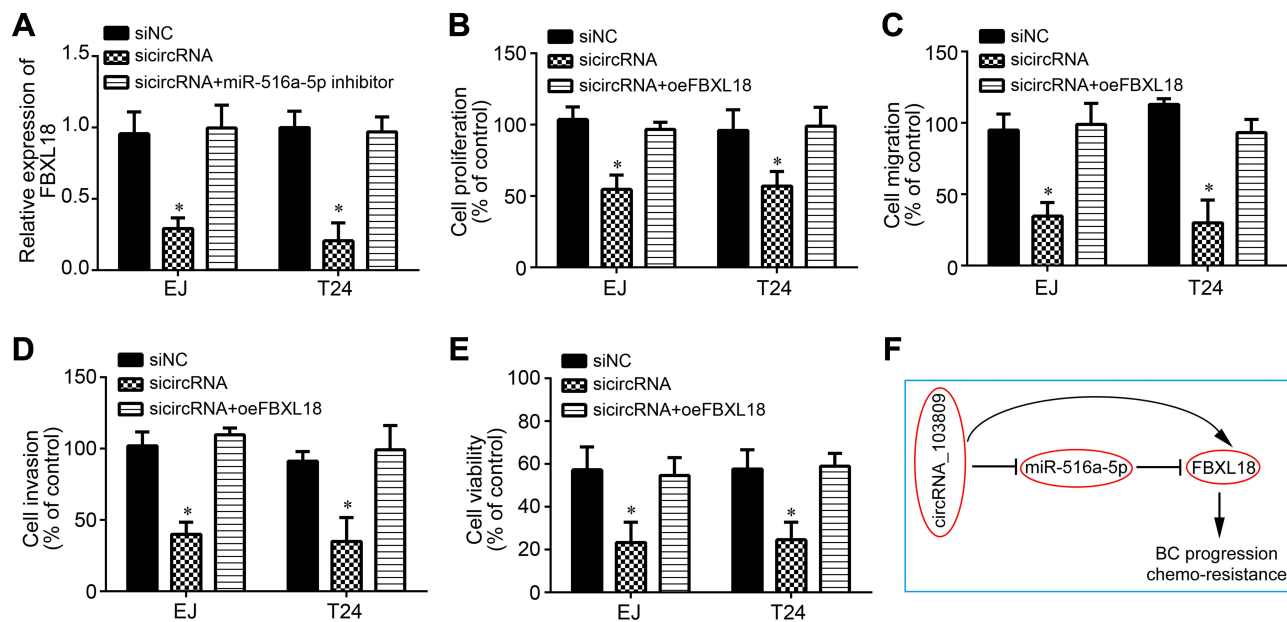 A
siNC
sicircRNA
sicircRNA+miR-516a-5p inhibitor
Relative expression of
FBXL18
1.5
1.0
0.5
0.0
EJ
T24
B
siNC
sicircRNA
sicircRNA+oeFBXL18
Cell proliferation
(% of control)
150
100
50
0
EJ
T24
C
siNC
sicircRNA
sicircRNA+oeFBXL18
Cell migration
(% of control)
150
100
50
0
EJ
T24
*
*
*
*
*
*
D
siNC
sicircRNA
sicircRNA+oeFBXL18
Cell invasion
(% of control)
150
100
50
0
EJ
T24
*
*
E
siNC
sicircRNA
sicircRNA+oeFBXL18
Cell viability
(% of control)
100
80
60
40
20
0
EJ
T24
*
*
F
circRNA_103809
miR-516a-5p
FBXL18
BC progression
chemo-resistance